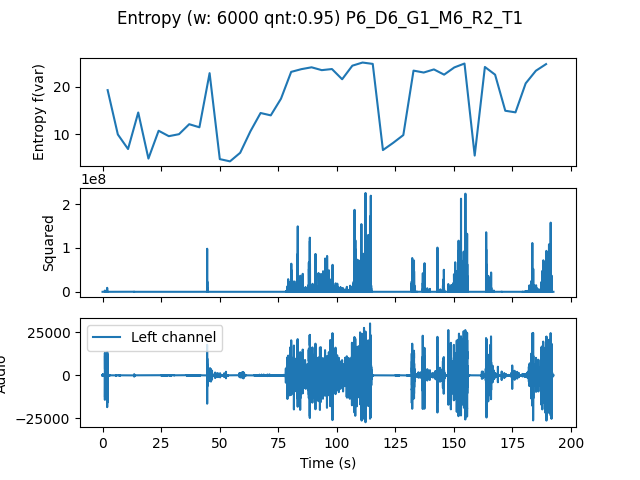 Entropy (w: 6000 qnt:0.95) P6_D6_G1_M6_R2_T1
Entropy f(var)
20
10
1e8
Squared
2
1
0
Audio
25000
0
−25000
Left channel
0
25
50
75
100
125
150
175
200
Time (s)